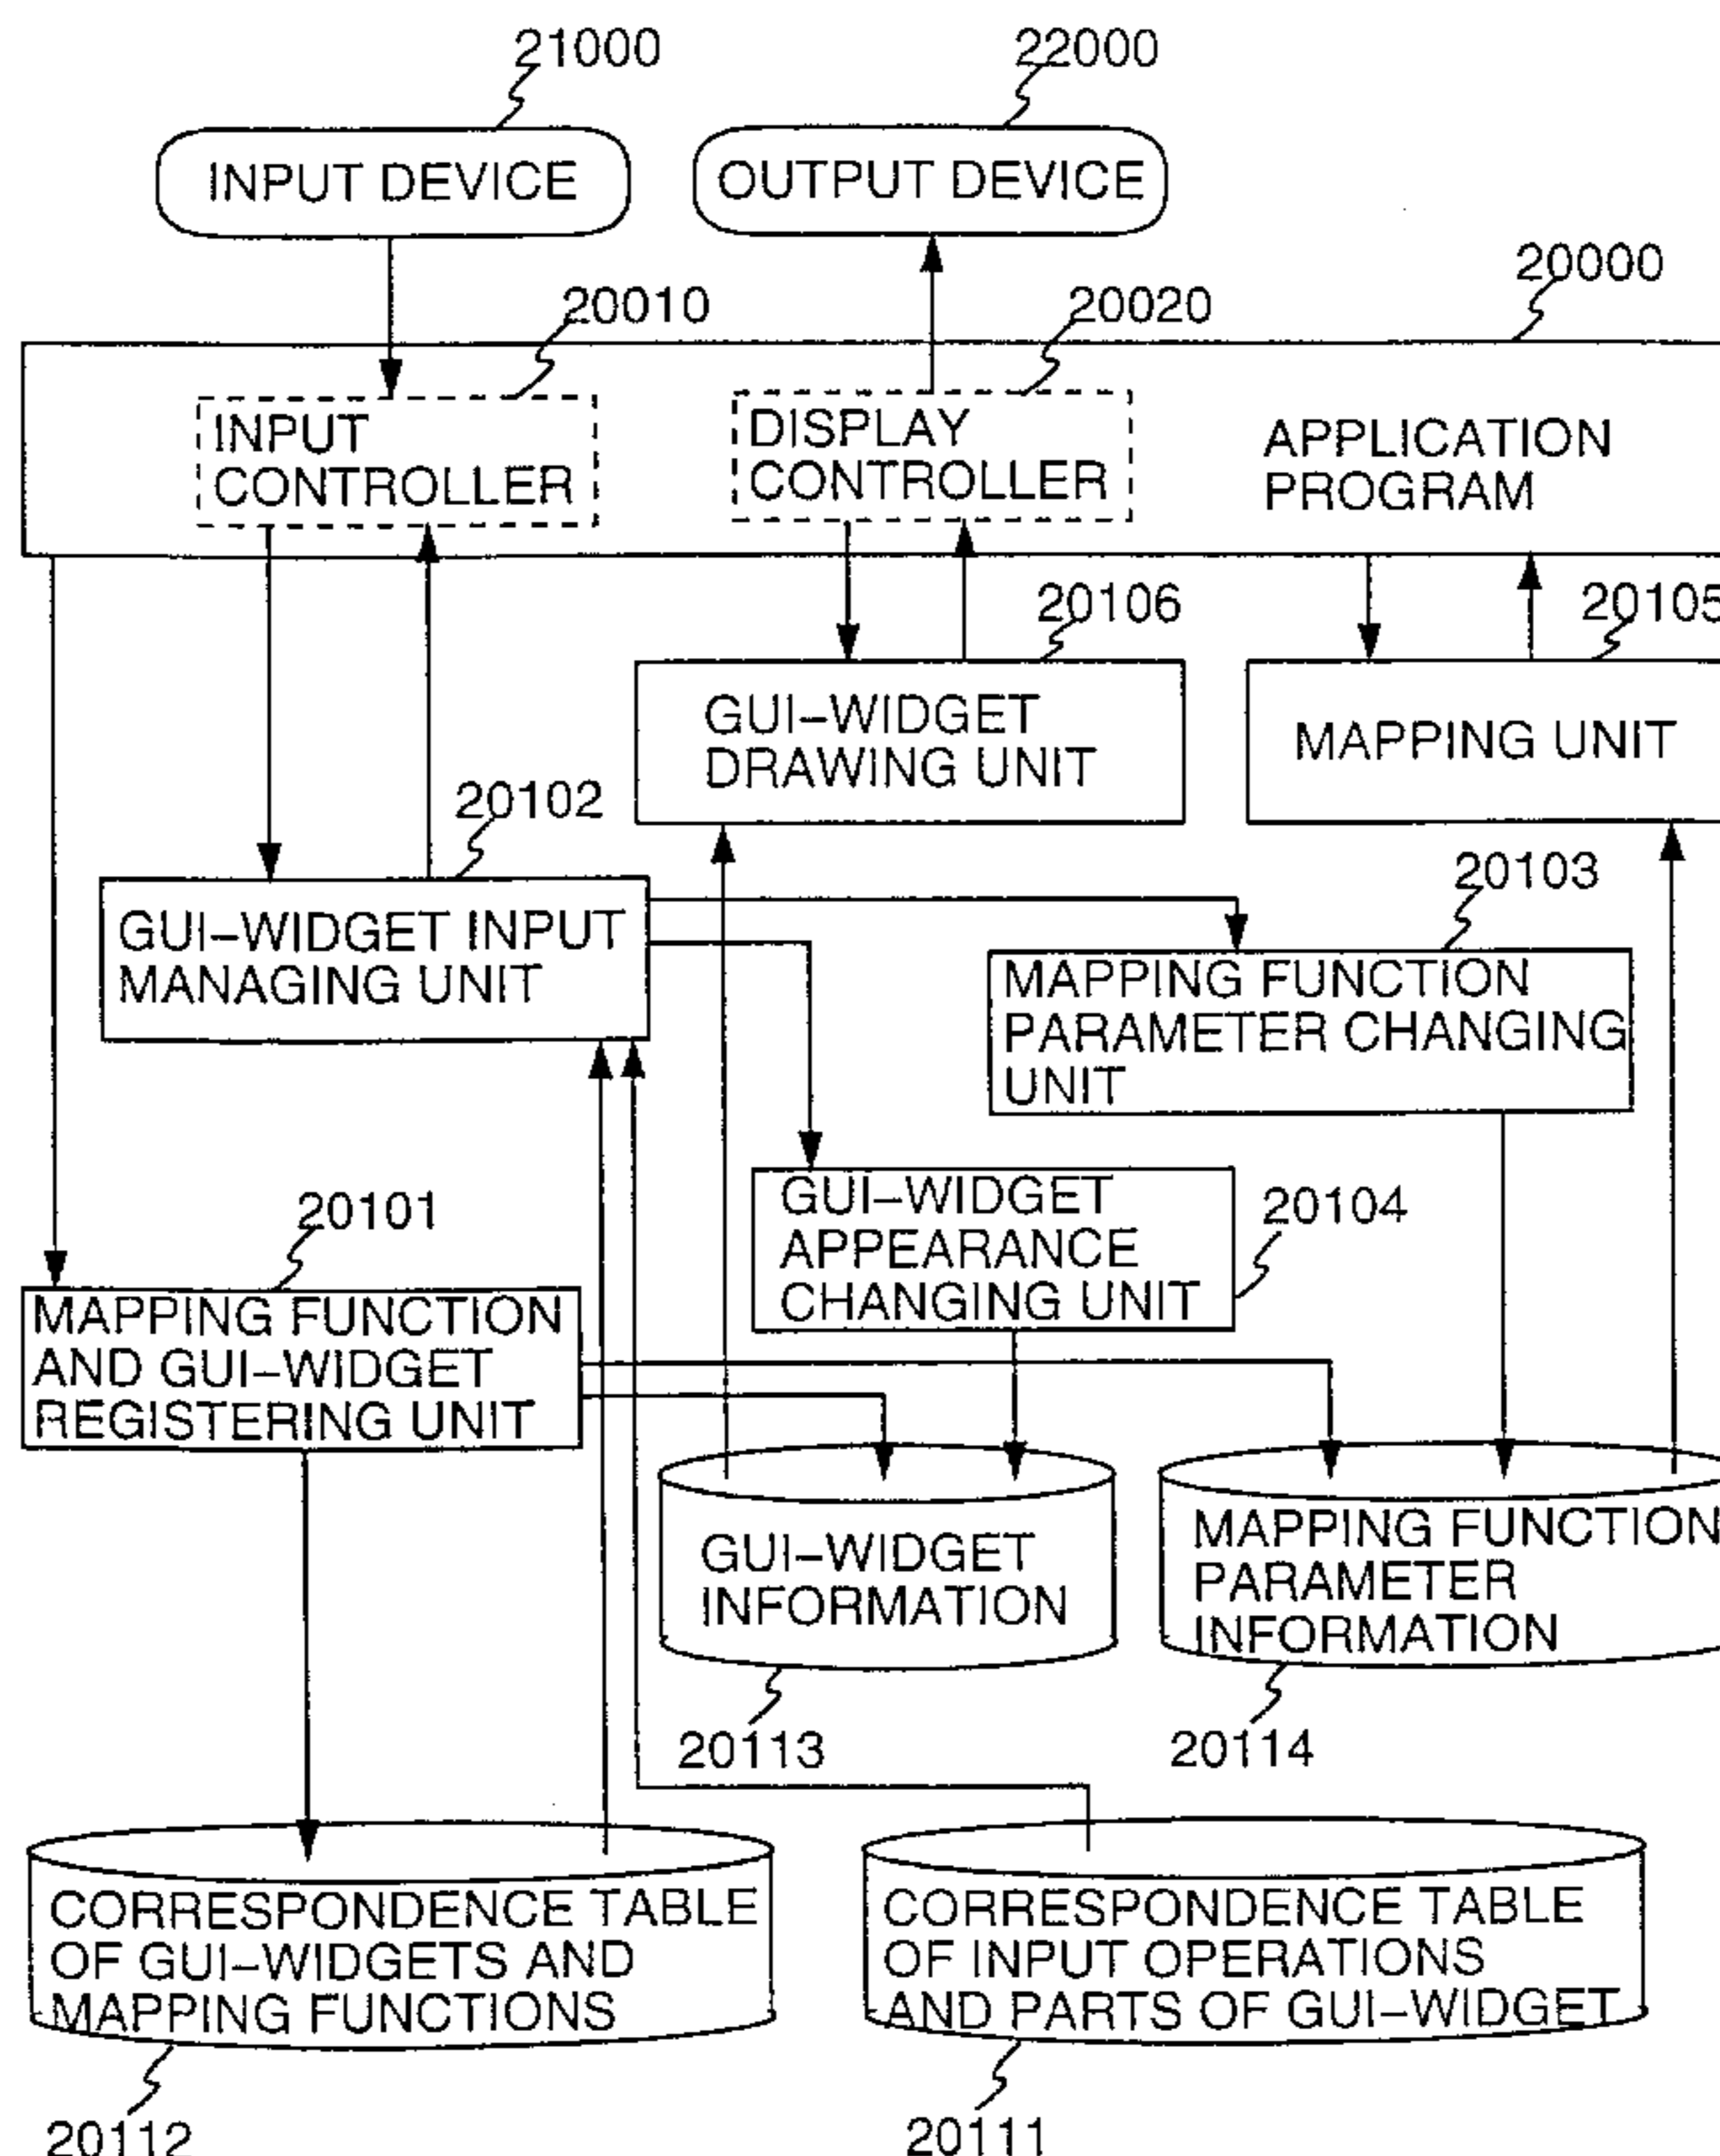 21000
22000
INPUT DEVICE
OUTPUT DEVICE
20000
20010
20020
INPUT
CONTROLLER
DISPLAY
CONTROLLER
APPLICATION
PROGRAM
20106
20105
GUI-WIDGET
DRAWING UNIT
MAPPING UNIT
20102
20103
GUI-WIDGET INPUT
MANAGING UNIT
MAPPING FUNCTION
PARAMETER CHANGING
UNIT
20101
GUI-WIDGET
APPEARANCE
CHANGING UNIT
20104
MAPPING FUNCTION
AND GUI-WIDGET
REGISTERING UNIT
GUI-WIDGET
INFORMATION
MAPPING FUNCTION
PARAMETER
INFORMATION
20113
20114
CORRESPONDENCE TABLE
OF GUI-WIDGETS AND
MAPPING FUNCTIONS
CORRESPONDENCE TABLE
OF INPUT OPERATIONS
AND PARTS OF GUI-WIDGET
20112
20111